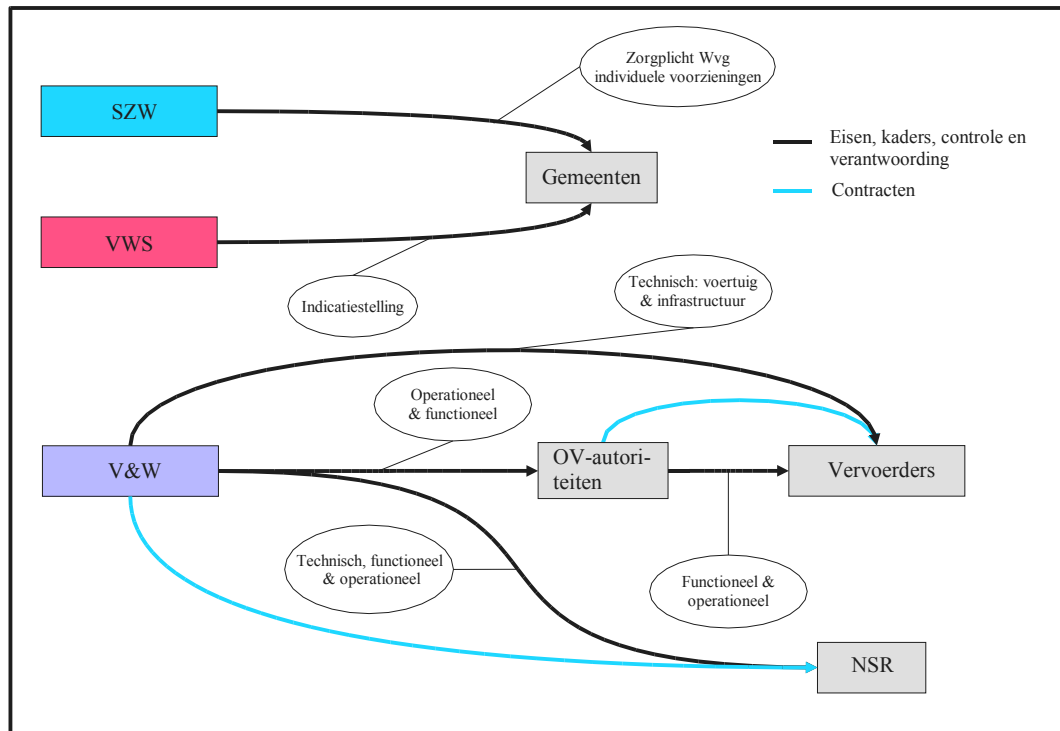 Zorgplicht Wvg
individuele voorzieningen
SZW
Eisen, kaders, controle en
verantwoording
Gemeenten
Contracten
VWS
Indicatiestelling
Technisch: voertuig
& infrastructuur
Operationeel
& functioneel
V&W
OV-autori-
teiten
Vervoerders
Technisch, functioneel
& operationeel
Functioneel &
operationeel
NSR